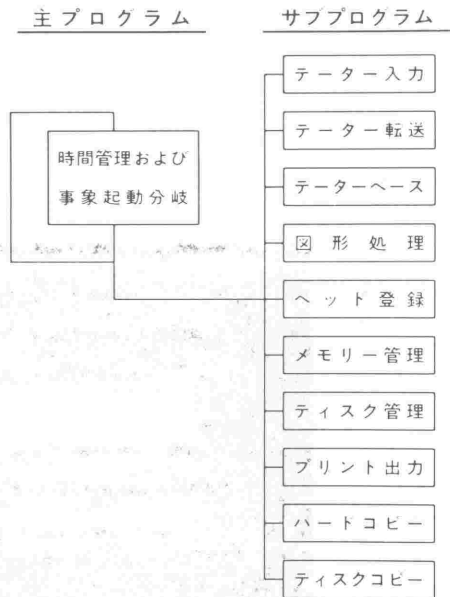 主プログラム
サブプログラム
時間管理および
事象起動分岐
テーター入力
テーター転送
テーターベース
図形処理
ヘット登録
メモリー管理
ティスク管理
プリント出力
ハードコピー
ティスクコピー